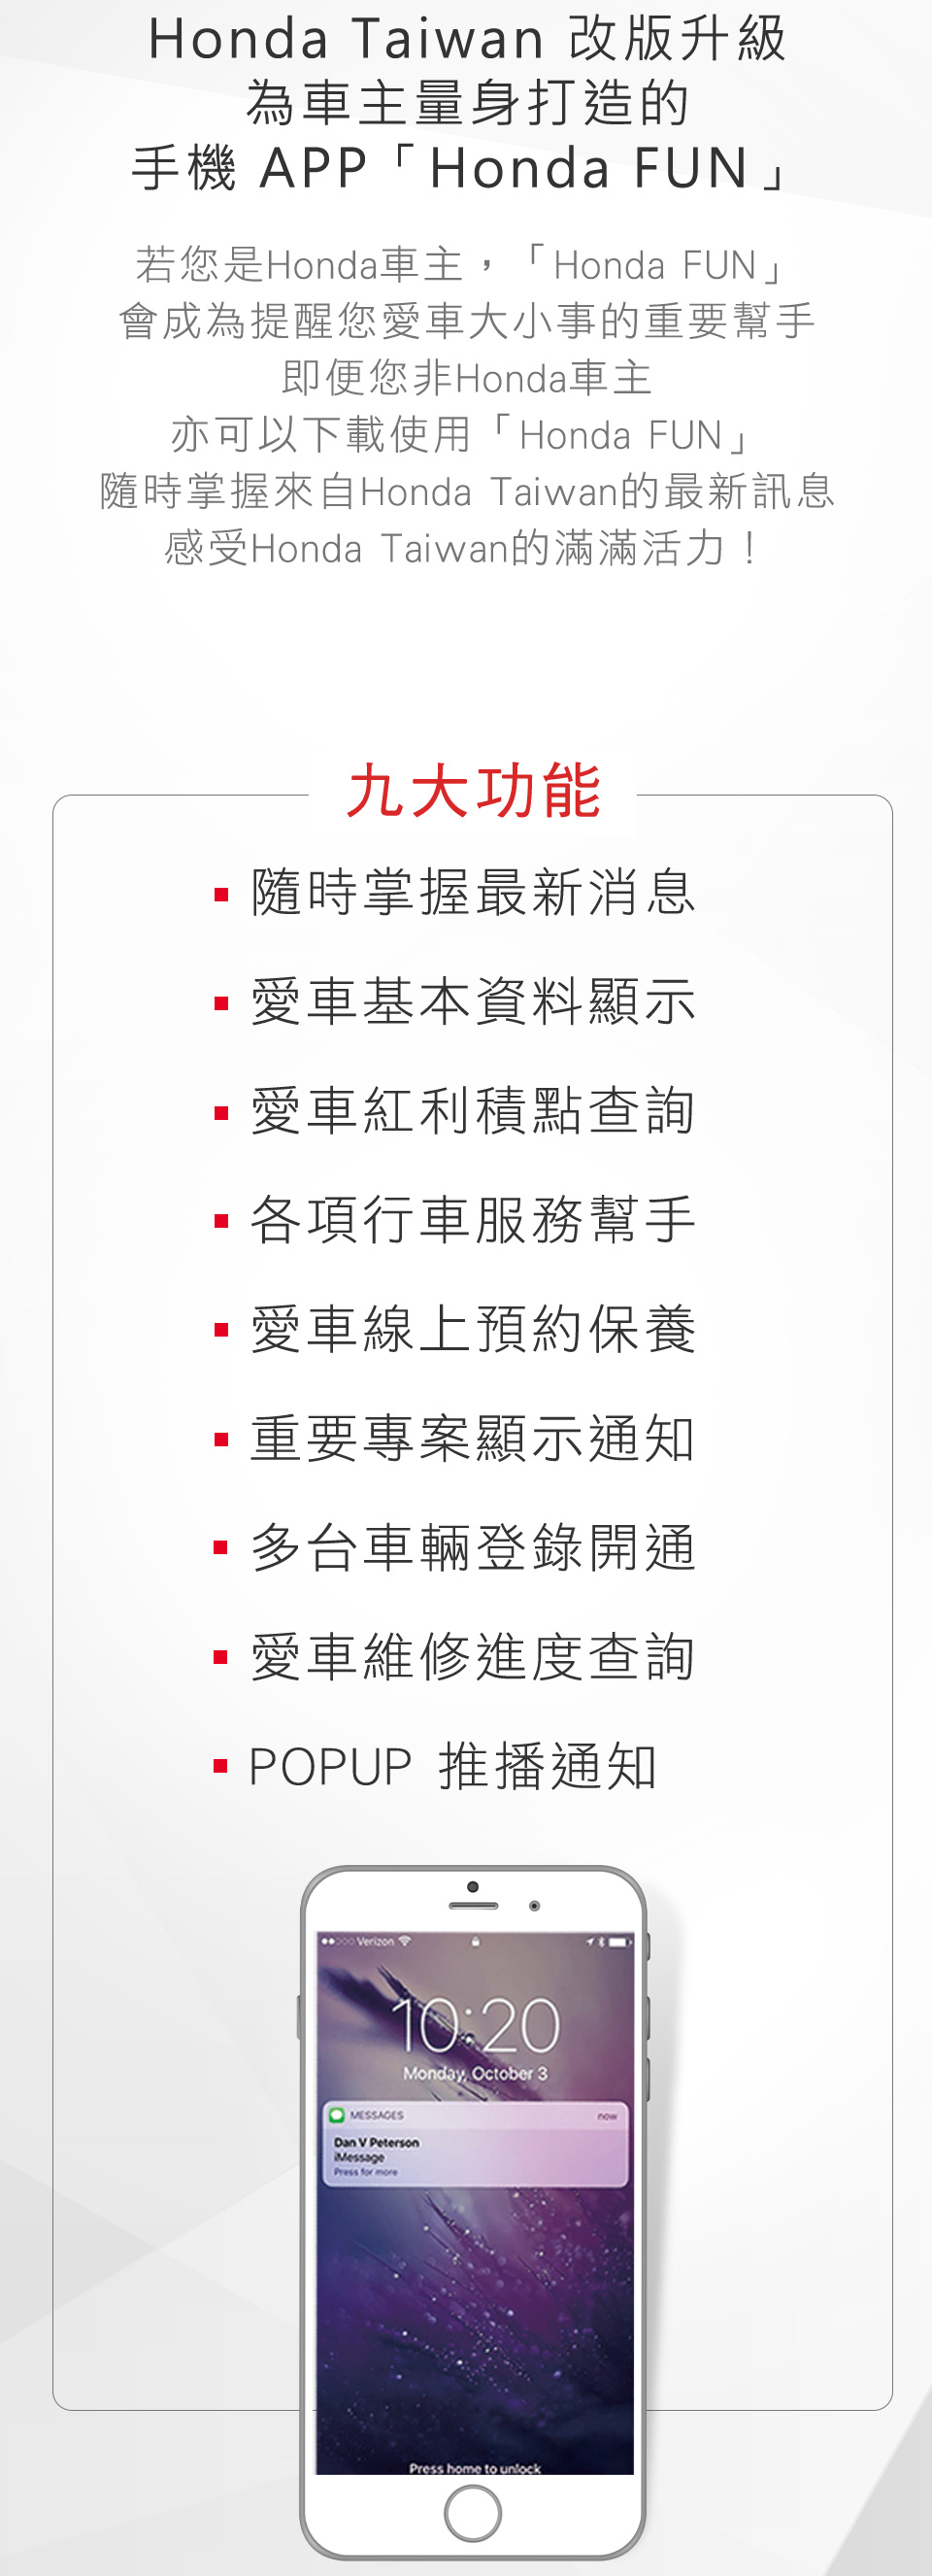 Honda Taiwan 改版升級
為車主量身打造的
手機 APP「Honda FUN」
若您是Honda車主，「Honda FUN」
會成為提醒您愛車大小事的重要幫手
即便您非Honda車主
亦可以下載使用「Honda FUN」
隨時掌握來自Honda Taiwan的最新訊息
感受Honda Taiwan的滿滿活力！
九大功能
▪ 隨時掌握最新消息
▪ 愛車基本資料顯示
▪ 愛車紅利積點查詢
▪ 各項行車服務幫手
▪ 愛車線上預約保養
▪ 重要專案顯示通知
▪ 多台車輛登錄開通
▪ 愛車維修進度查詢
▪ POPUP 推播通知
Verizon
10:20
Monday, October 3
MESSAGES now
Dan V Peterson
iMessage
Press for more
Press home to unlock